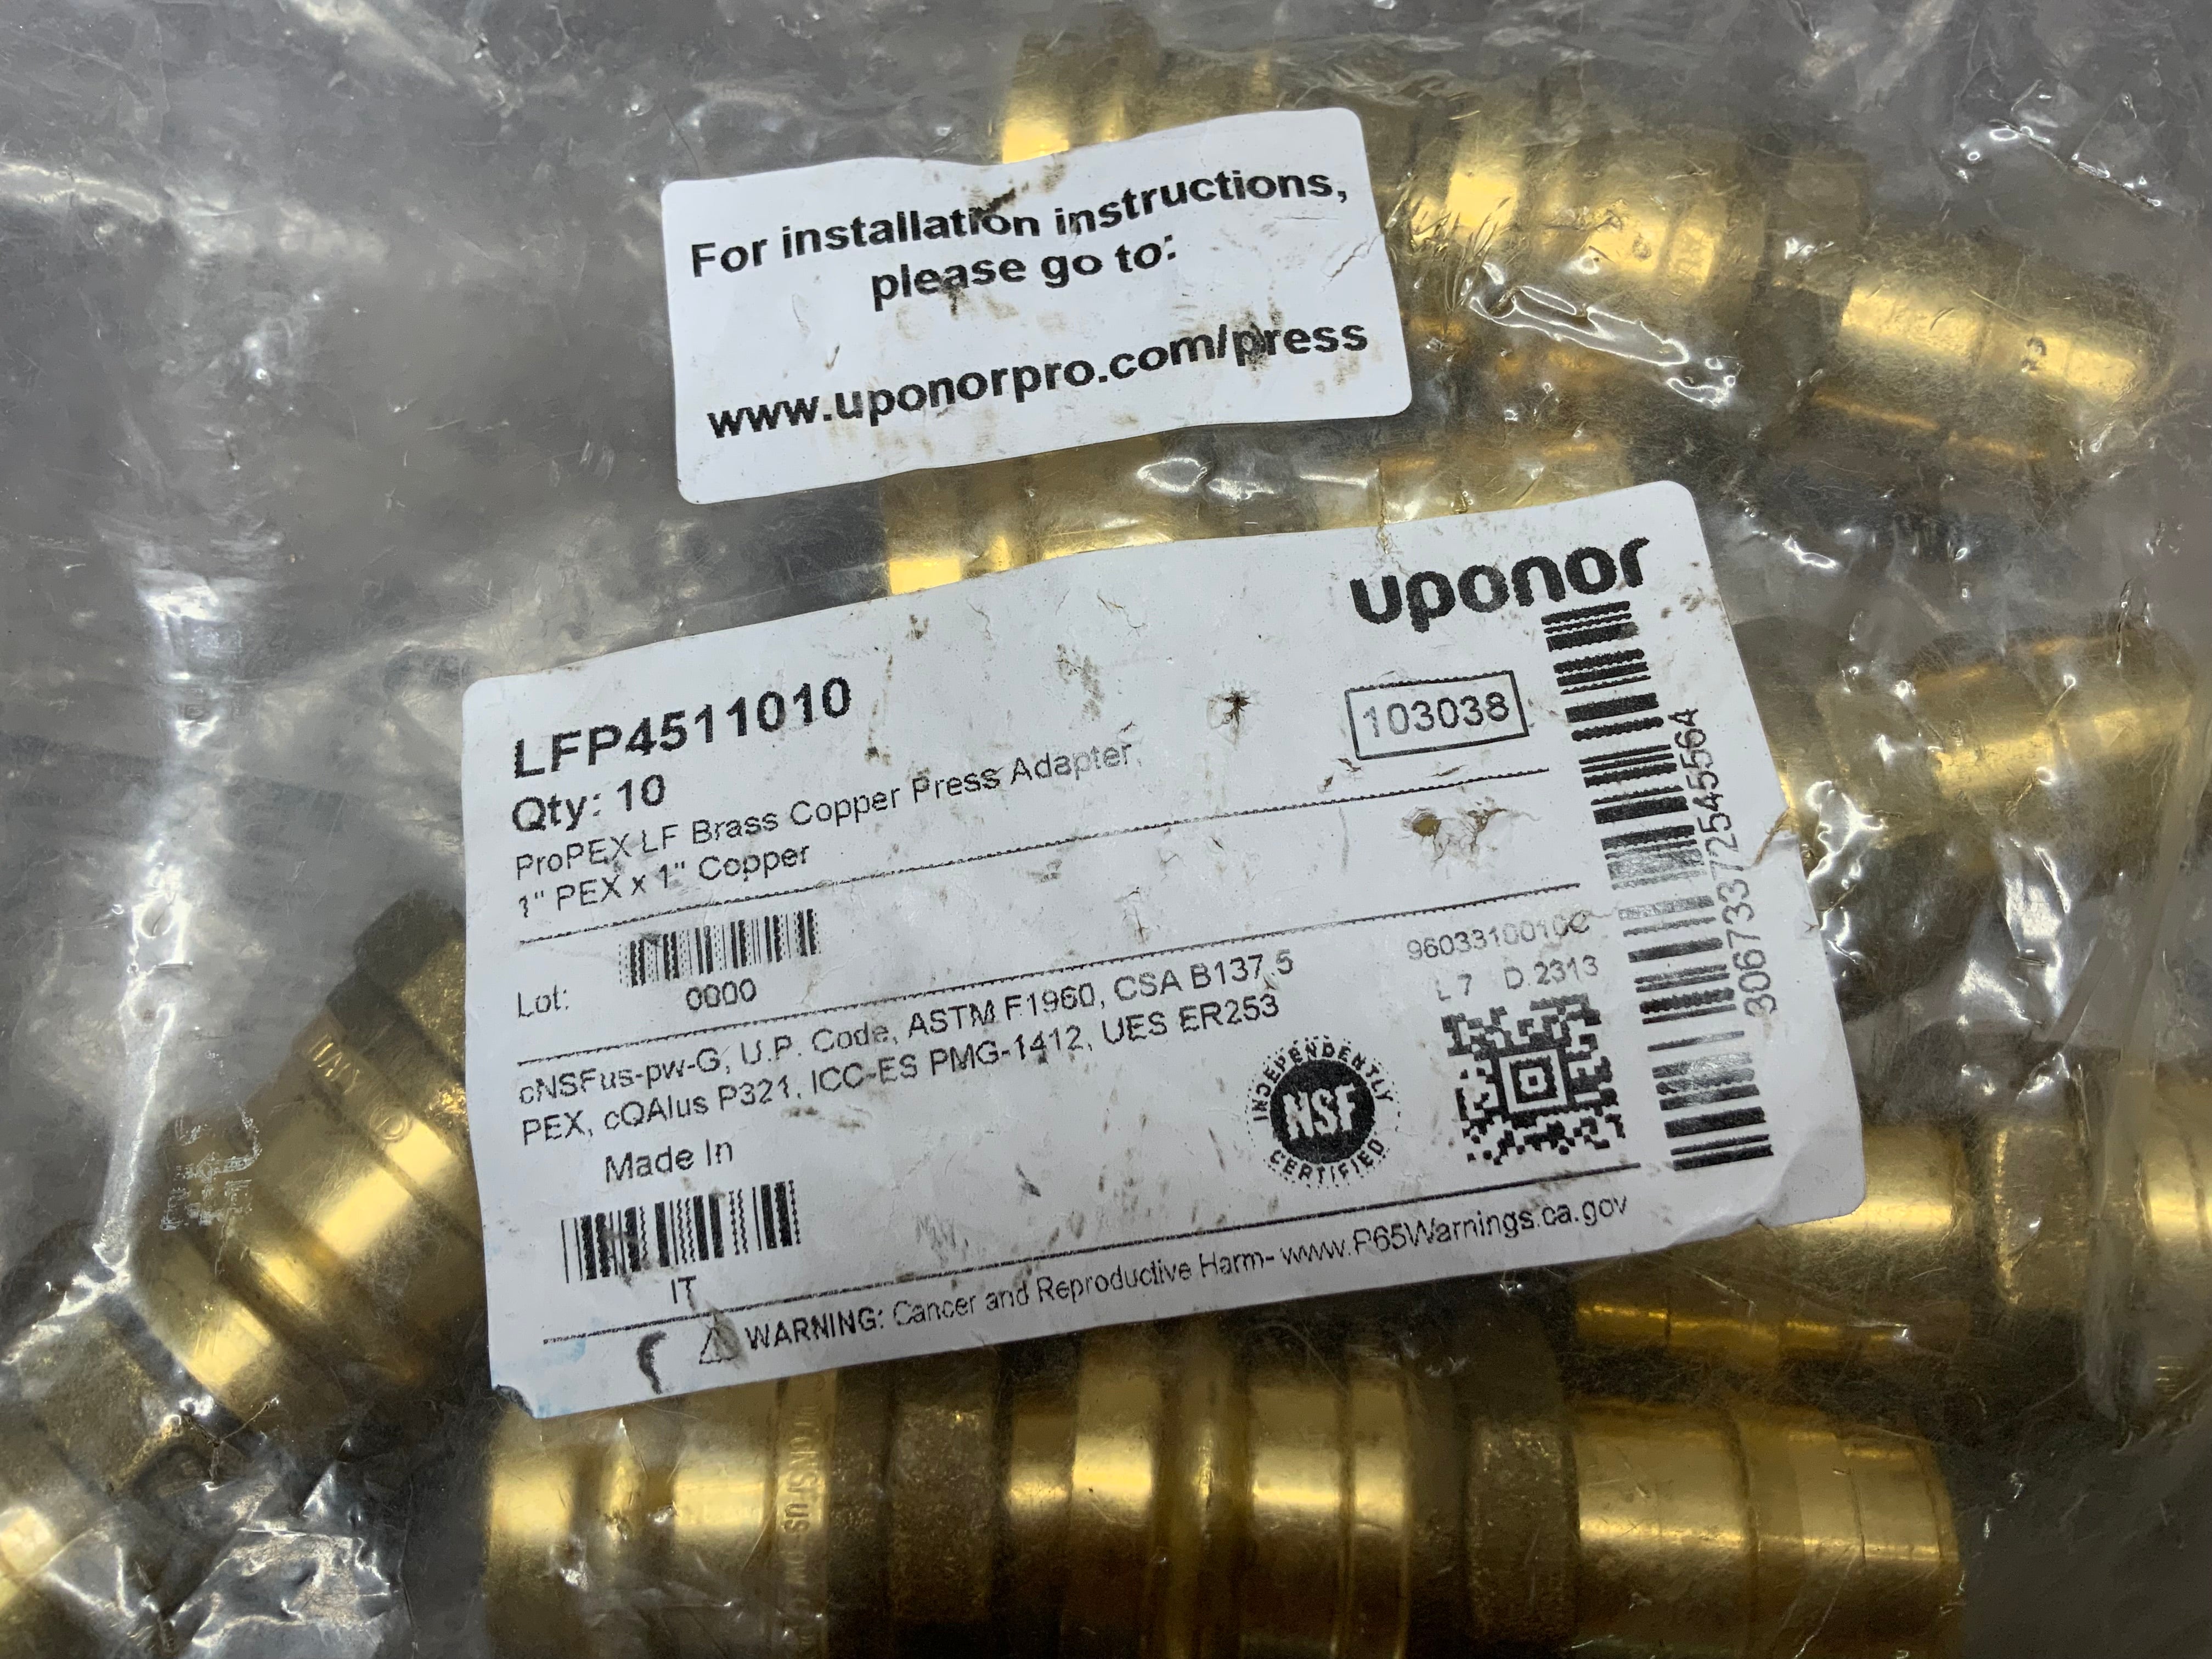 For installation instructions,
please go to:
www.uponorpro.com/press
uponor
LFP4511010
103038
Qty: 10
ProPEX LF Brass Copper Press Adapter,
1" PEX x 1" Copper
Lot:
0000
9603310010C
L 7 D 2313
cNSFus-pw-G, U.P. Code, ASTM F1960, CSA B137.5
PEX, cQAIus P321, ICC-ES PMG-1412, UES ER253
INDEPENDENTLY
NSF
CERTIFIED
Made In
IT
WARNING: Cancer and Reproductive Harm- www.P65Warnings.ca.gov
30673372545564
ITALY
CNSFUS